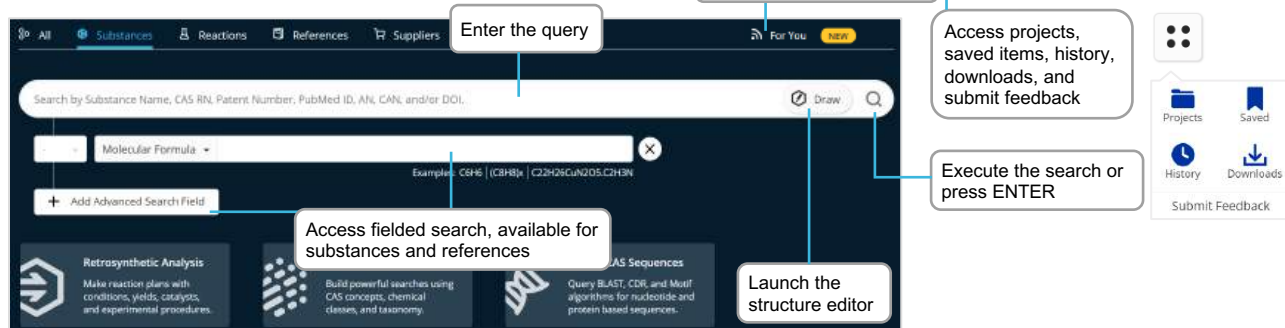 Enter the query
All Substances Reactions References Suppliers For You NEW
Access projects,
saved items, history,
downloads, and
submit feedback
Search by Substance Name, CAS RN, Patent Number, PubMed ID, AN, CAN, and/or DOI.
Draw
Projects Saved
Molecular Formula
Examples: C6H6 | (C8H8)x | C22H26CuN2O5.C2H3N
Execute the search or
press ENTER
History Downloads
Submit Feedback
+ Add Advanced Search Field
Access fielded search, available for
substances and references
Retrosynthetic Analysis
Make reaction plans with
conditions, yields, catalysts,
and experimental procedures.
Build powerful searches using
CAS concepts, chemical
classes, and taxonomy.
AS Sequences
Query BLAST, CDR, and Motif
algorithms for nucleotide and
protein based sequences.
Launch the
structure editor